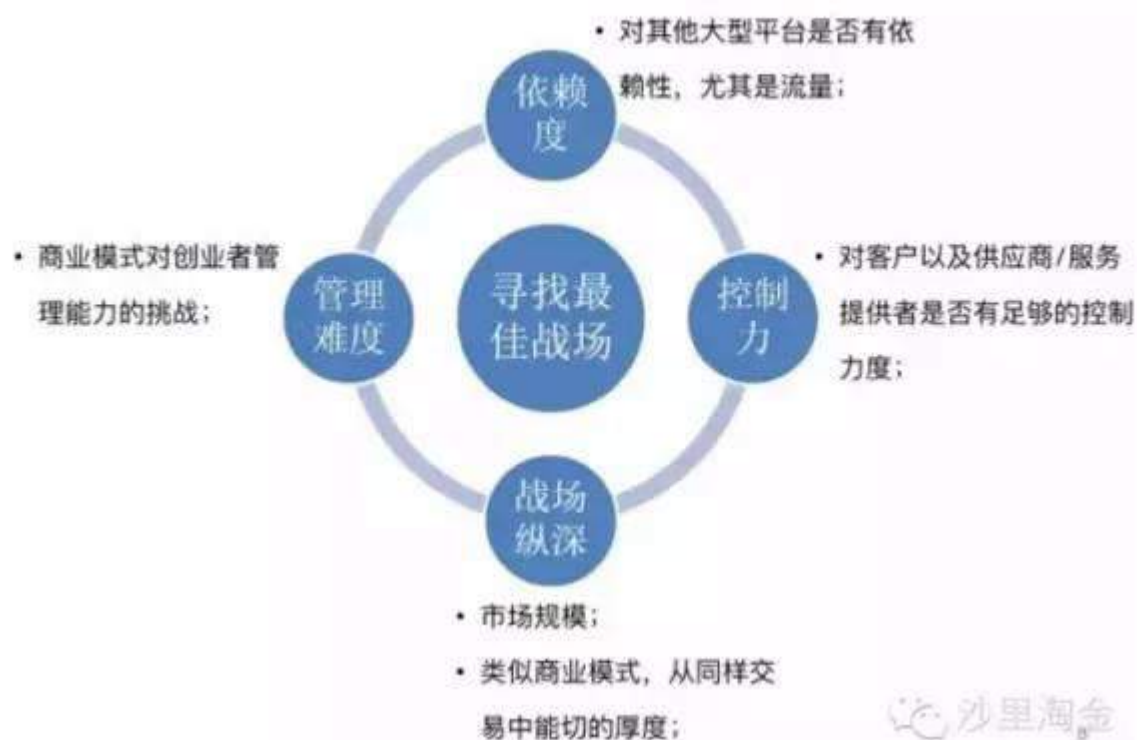 • 对其他大型平台是否有依
赖性，尤其是流量；
依赖
度
• 商业模式对创业者管
理能力的挑战；
管理
难度
寻找最
佳战场
控制
力
• 对客户以及供应商/服务
提供者是否有足够的控制
力度；
战场
纵深
• 市场规模；
• 类似商业模式，从同样交
易中能切的厚度；
沙里淘金